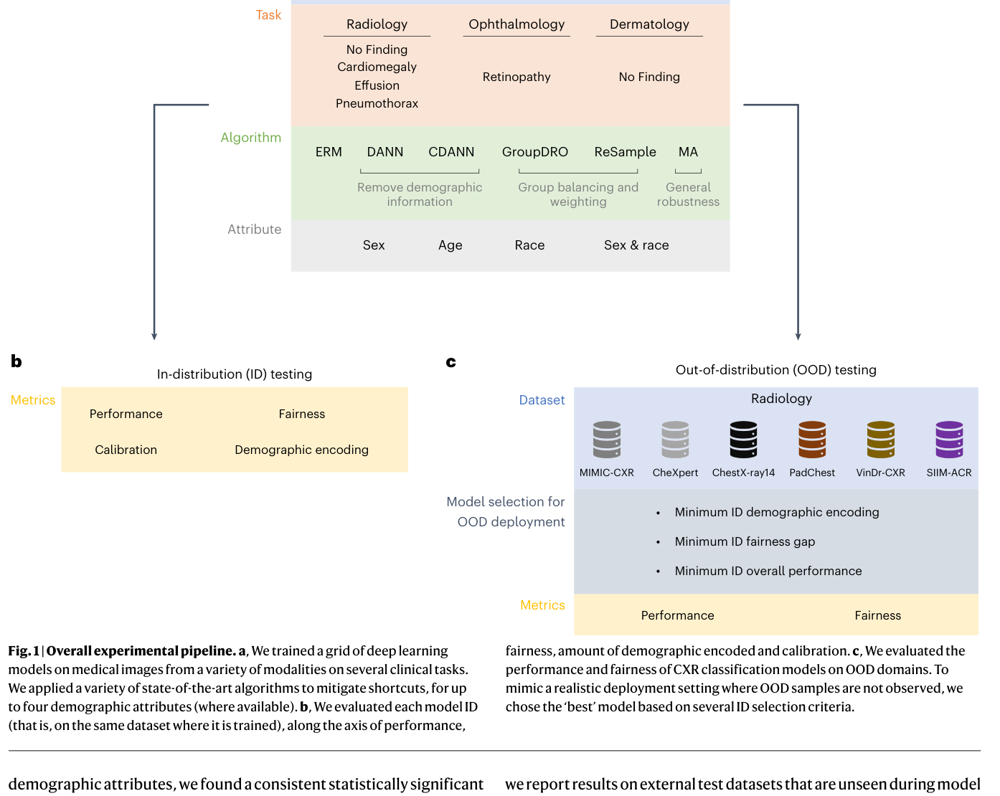 Task
Radiology Ophthalmology Dermatology
No Finding
Cardiomegaly
Effusion
Pneumothorax
Retinopathy
No Finding
Algorithm
ERM DANN CDANN GroupDRO ReSample MA
Remove demographic
information
Group balancing and
weighting
General
robustness
Attribute
Sex Age Race Sex & race
b
In-distribution (ID) testing
Metrics
Performance Fairness
Calibration Demographic encoding
c
Out-of-distribution (OOD) testing
Dataset
Radiology
MIMIC-CXR CheXpert ChestX-ray14 PadChest VinDr-CXR SIIM-ACR
Model selection for
OOD deployment
• Minimum ID demographic encoding
• Minimum ID fairness gap
• Minimum ID overall performance
Metrics
Performance Fairness
Fig. 1 | Overall experimental pipeline. a, We trained a grid of deep learning
models on medical images from a variety of modalities on several clinical tasks.
We applied a variety of state-of-the-art algorithms to mitigate shortcuts, for up
to four demographic attributes (where available). b, We evaluated each model ID
(that is, on the same dataset where it is trained), along the axis of performance,
fairness, amount of demographic encoded and calibration. c, We evaluated the
performance and fairness of CXR classification models on OOD domains. To
mimic a realistic deployment setting where OOD samples are not observed, we
chose the ‘best’ model based on several ID selection criteria.
demographic attributes, we found a consistent statistically significant
we report results on external test datasets that are unseen during model